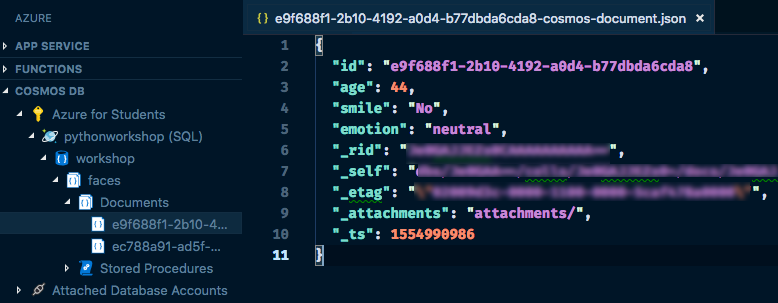 AZURE
APP SERVICE
FUNCTIONS
COSMOS DB
Azure for Students
pythonworkshop (SQL)
workshop
faces
Documents
e9f688f1-2b10-4...
ec788a91-ad5f-...
Stored Procedures
Attached Database Accounts
{ } e9f688f1-2b10-4192-a0d4-b77dbda6cda8-cosmos-document.json ×
1 {
2 "id": "e9f688f1-2b10-4192-a0d4-b77dbda6cda8",
3 "age": 44,
4 "smile": "No",
5 "emotion": "neutral",
6 "_rid": "",
7 "_self":
8 "_etag": "\"\"",
9 "_attachments": "attachments/",
10 "_ts": 1554990986
11 }